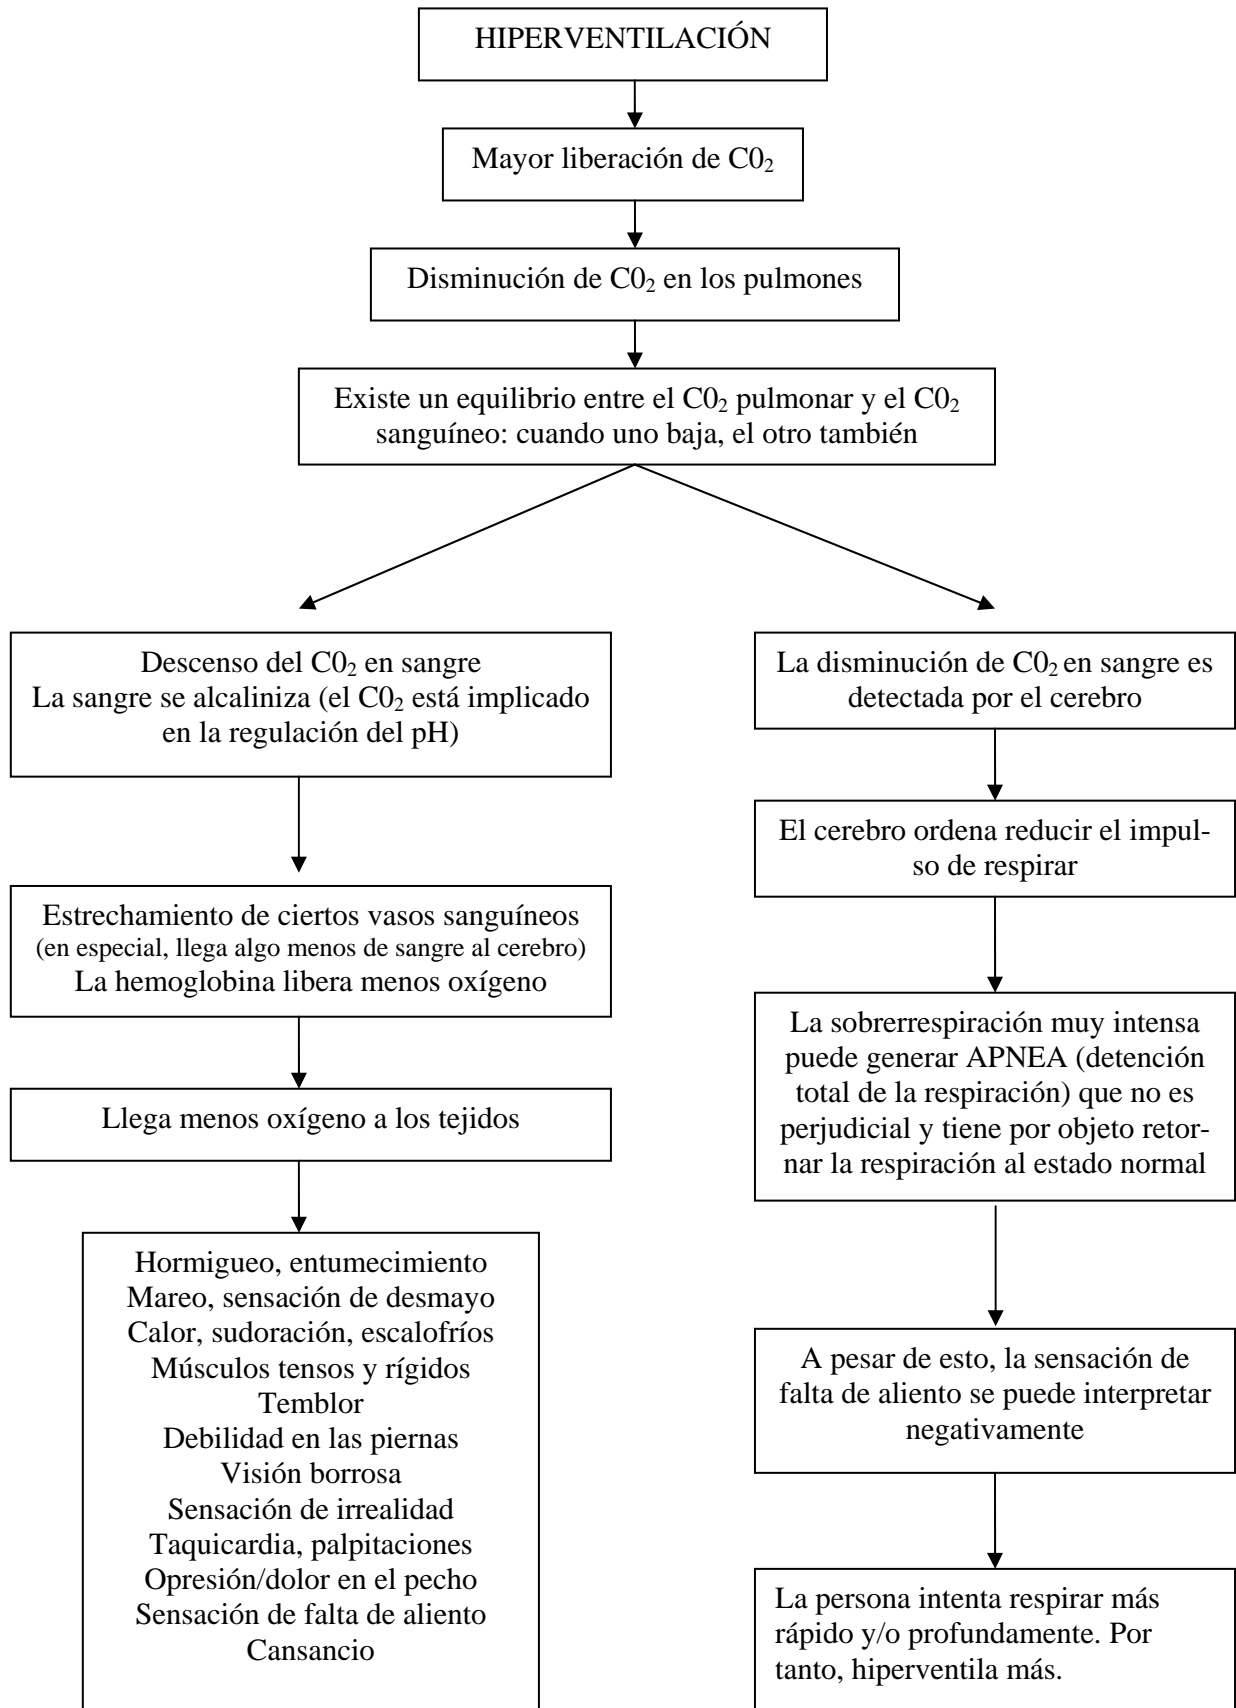 HIPERVENTILACIÓN
Mayor liberación de C0₂
Disminución de C0₂ en los pulmones
Existe un equilibrio entre el C0₂ pulmonar y el C0₂
sanguíneo: cuando uno baja, el otro también
Descenso del C0₂ en sangre
La sangre se alcaliniza (el C0₂ está implicado
en la regulación del pH)
Estrechamiento de ciertos vasos sanguíneos
(en especial, llega algo menos de sangre al cerebro)
La hemoglobina libera menos oxígeno
Llega menos oxígeno a los tejidos
Hormigueo, entumecimiento
Mareo, sensación de desmayo
Calor, sudoración, escalofríos
Músculos tensos y rígidos
Temblor
Debilidad en las piernas
Visión borrosa
Sensación de irrealidad
Taquicardia, palpitaciones
Opresión/dolor en el pecho
Sensación de falta de aliento
Cansancio
La disminución de C0₂ en sangre es
detectada por el cerebro
El cerebro ordena reducir el impul-
so de respirar
La sobrerrespiración muy intensa
puede generar APNEA (detención
total de la respiración) que no es
perjudicial y tiene por objeto retor-
nar la respiración al estado normal
A pesar de esto, la sensación de
falta de aliento se puede interpretar
negativamente
La persona intenta respirar más
rápido y/o profundamente. Por
tanto, hiperventila más.